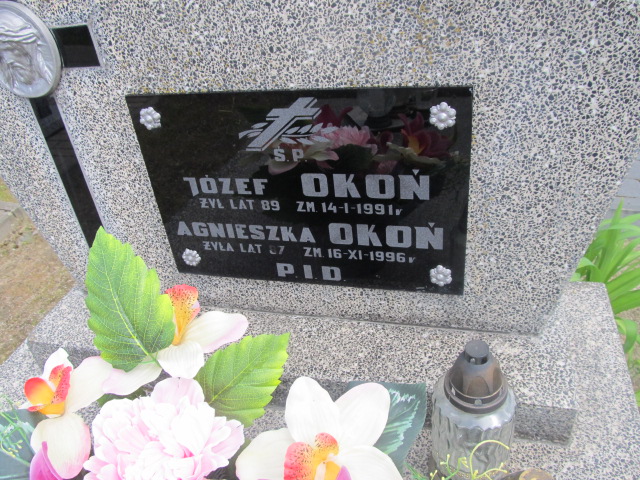 Ś.P.
JÓZEF OKOŃ
ŻYŁ LAT 89 ZM. 14-I-1991r
AGNIESZKA OKOŃ
ŻYŁA LAT ZM. 16-XI-1996r
P.I.D